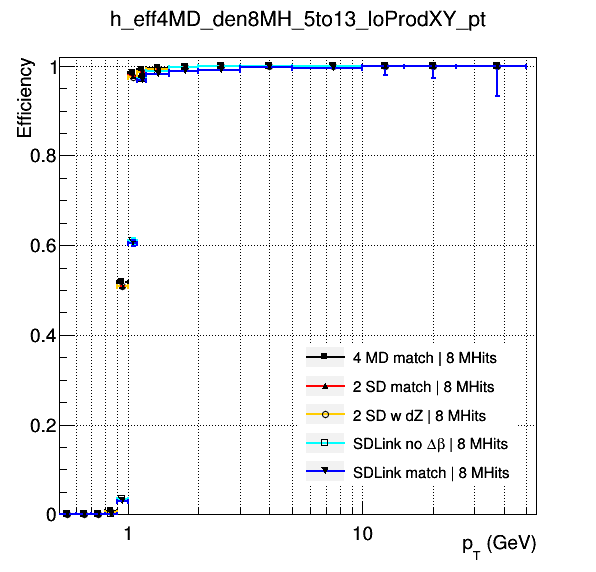 h_eff4MD_den8MH_5to13_loProdXY_pt
Efficiency
1
0.8
0.6
0.4
0.2
0
4 MD match | 8 MHits
2 SD match | 8 MHits
2 SD w dZ | 8 MHits
SDLink no Δβ | 8 MHits
SDLink match | 8 MHits
1
10
p_T (GeV)